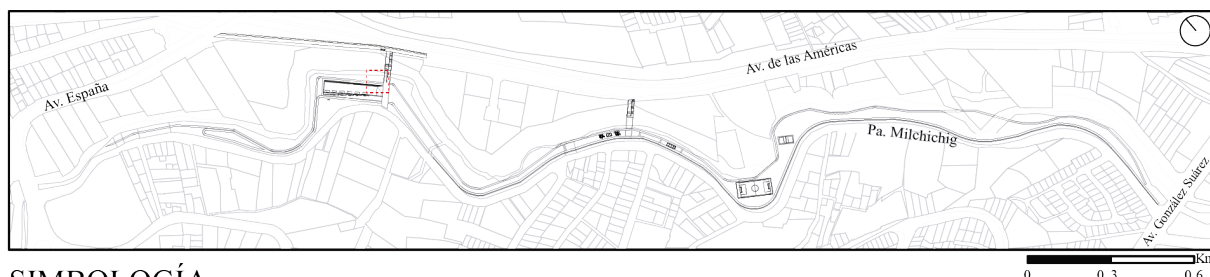 Av. España
Av. de las Américas
Pa. Milchichig
Av. González Suárez
Km
0 0.3 0.6
SIMBOLOGÍA